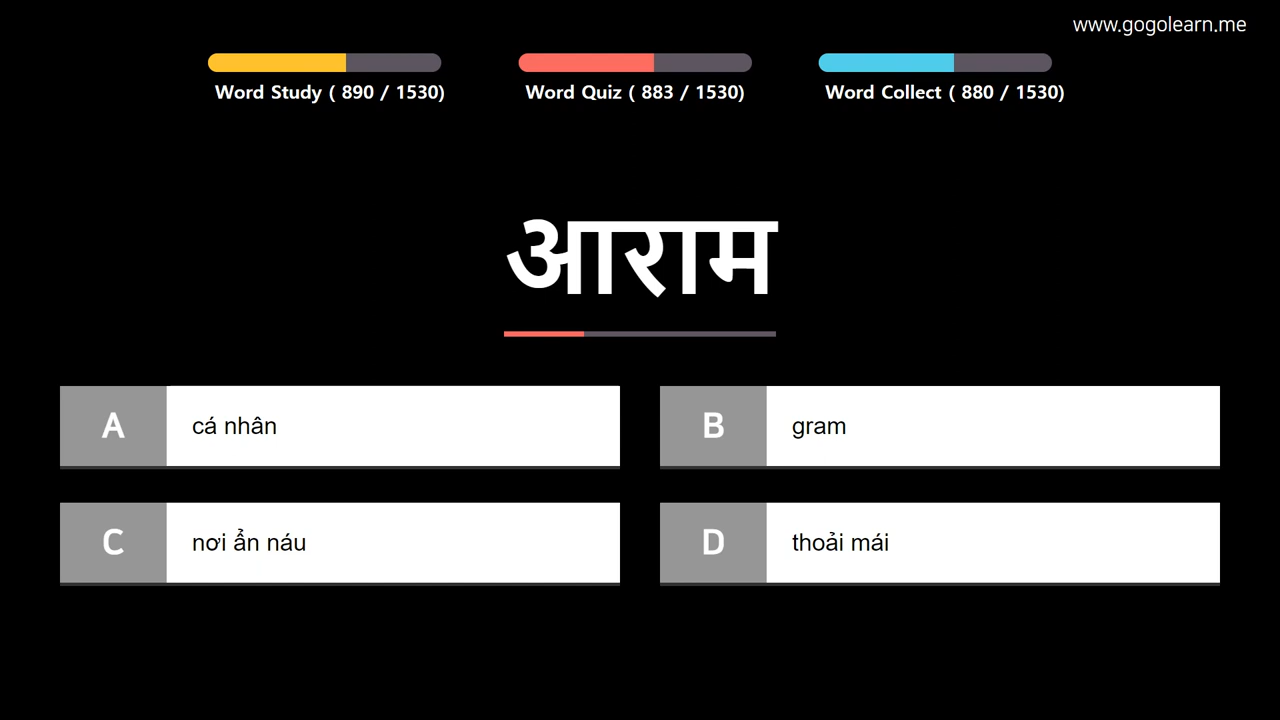 www.gogolearn.me
Word Study ( 890 / 1530)
Word Quiz ( 883 / 1530)
Word Collect ( 880 / 1530)
आराम
A cá nhân
B gram
C nơi ẩn náu
D thoải mái